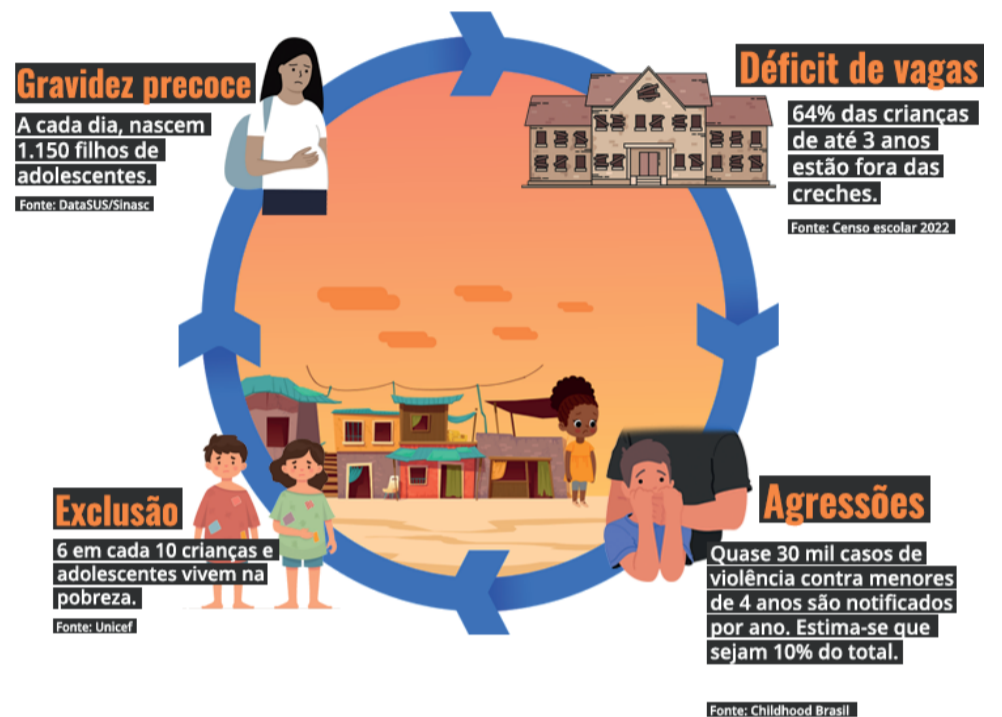 Gravidez precoce
A cada dia, nascem
1.150 filhos de
adolescentes.
Fonte: DataSUS/Sinasc
Déficit de vagas
64% das crianças
de até 3 anos
estão fora das
creches.
Fonte: Censo escolar 2022
Exclusão
6 em cada 10 crianças e
adolescentes vivem na
pobreza.
Fonte: Unicef
Agressões
Quase 30 mil casos de
violência contra menores
de 4 anos são notificados
por ano. Estima-se que
sejam 10% do total.
Fonte: Childhood Brasil